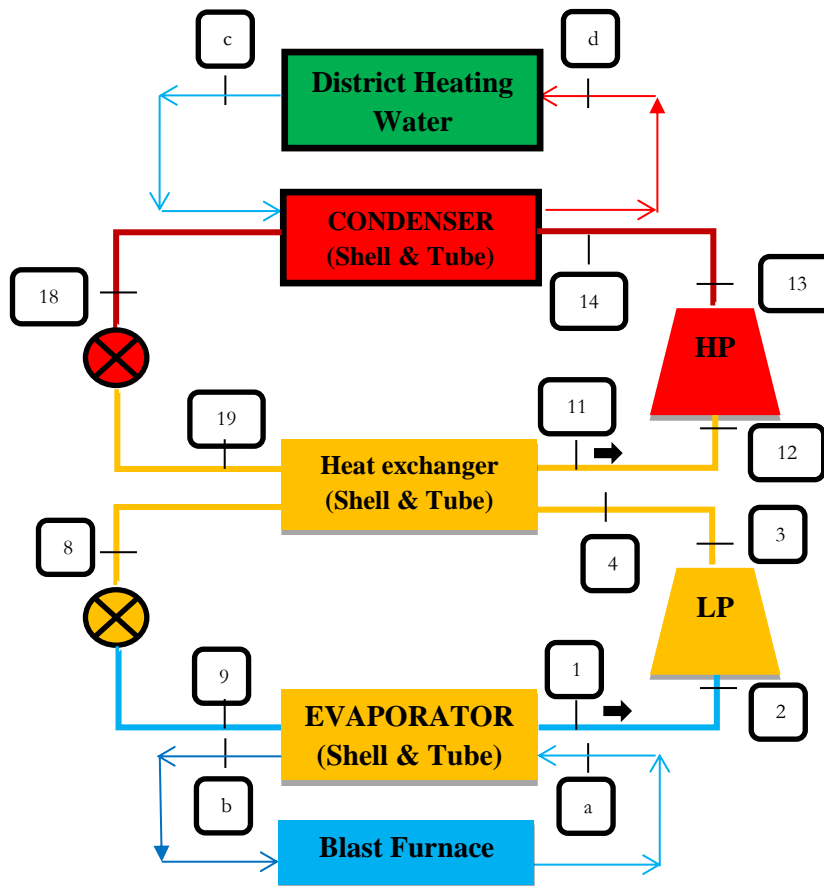 c
d
District Heating
Water
CONDENSER
(Shell & Tube)
18
14
13
HP
19
11
12
Heat exchanger
(Shell & Tube)
8
4
3
LP
9
1
2
EVAPORATOR
(Shell & Tube)
b
a
Blast Furnace